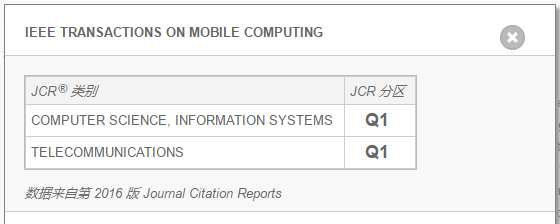 IEEE TRANSACTIONS ON MOBILE COMPUTING
JCR® 类别 JCR 分区
COMPUTER SCIENCE, INFORMATION SYSTEMS Q1
TELECOMMUNICATIONS Q1
数据来自第 2016 版 Journal Citation Reports